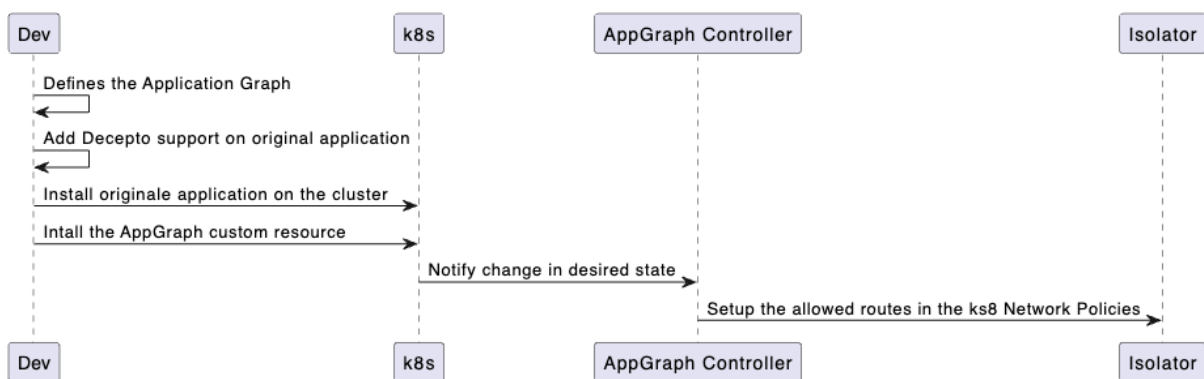 Dev
k8s
AppGraph Controller
Isolator
Defines the Application Graph
Add Decepto support on original application
Install originale application on the cluster
Intall the AppGraph custom resource
Notify change in desired state
Setup the allowed routes in the ks8 Network Policies
Dev
k8s
AppGraph Controller
Isolator